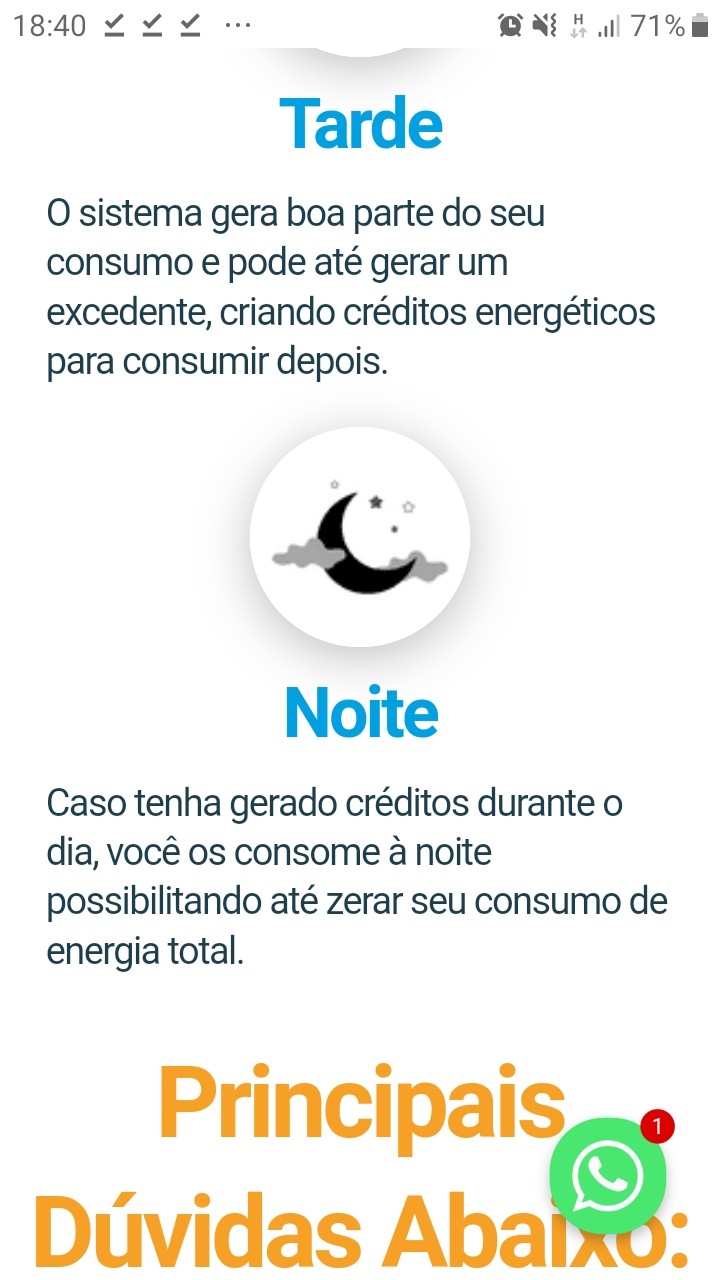 18:40 ... H 71%
Tarde
O sistema gera boa parte do seu
consumo e pode até gerar um
excedente, criando créditos energéticos
para consumir depois.
Noite
Caso tenha gerado créditos durante o
dia, você os consome à noite
possibilitando até zerar seu consumo de
energia total.
Principais
1
Dúvidas Abaixo: